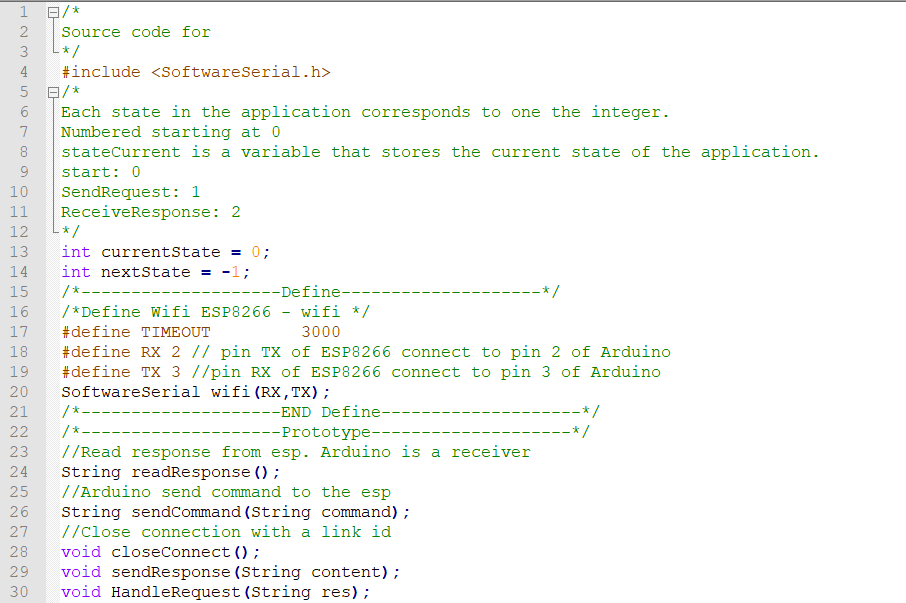 1 /*
2 Source code for
3 */
4 #include <SoftwareSerial.h>
5 /*
6 Each state in the application corresponds to one the integer.
7 Numbered starting at 0
8 stateCurrent is a variable that stores the current state of the application.
9 start: 0
10 SendRequest: 1
11 ReceiveResponse: 2
12 */
13 int currentState = 0;
14 int nextState = -1;
15 /*--------------------Define--------------------*/
16 /*Define Wifi ESP8266 - wifi */
17 #define TIMEOUT         3000
18 #define RX 2 // pin TX of ESP8266 connect to pin 2 of Arduino
19 #define TX 3 //pin RX of ESP8266 connect to pin 3 of Arduino
20 SoftwareSerial wifi(RX,TX);
21 /*--------------------END Define--------------------*/
22 /*--------------------Prototype--------------------*/
23 //Read response from esp. Arduino is a receiver
24 String readResponse();
25 //Arduino send command to the esp
26 String sendCommand(String command);
27 //Close connection with a link id
28 void closeConnect();
29 void sendResponse(String content);
30 void HandleRequest(String res);